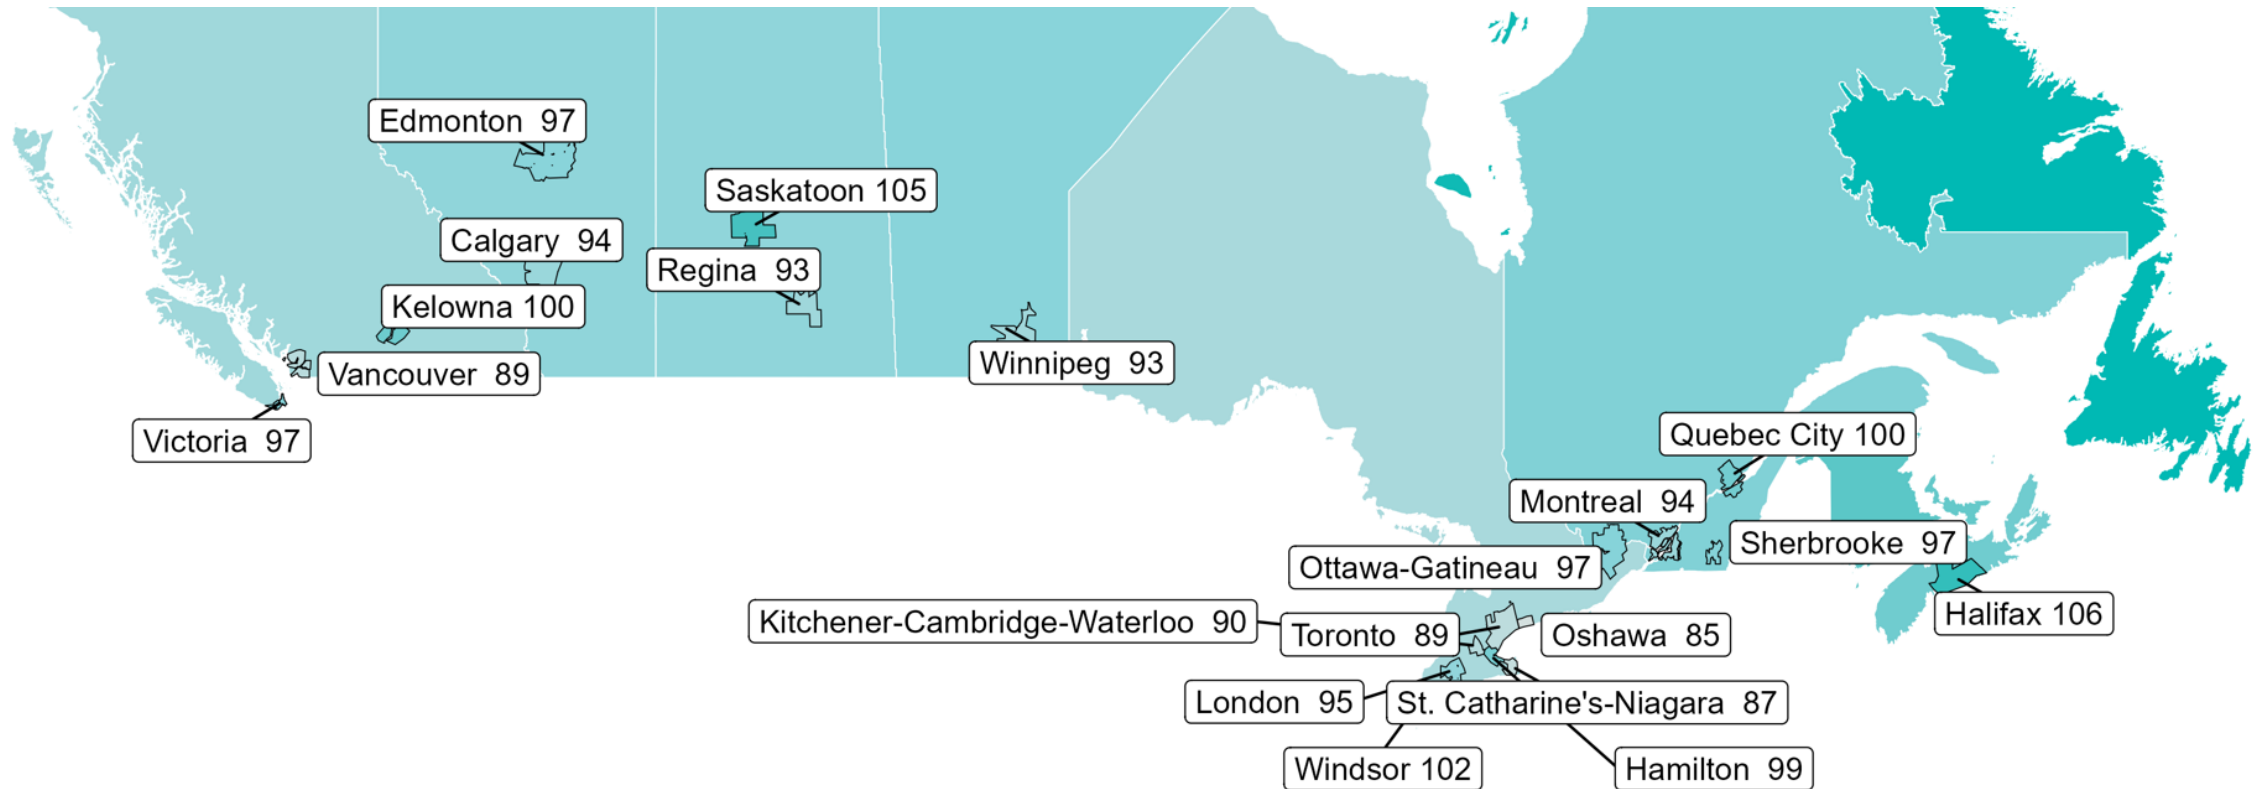 Edmonton 97
Saskatoon 105
Calgary 94
Regina 93
Kelowna 100
Winnipeg 93
Vancouver 89
Victoria 97
Quebec City 100
Montreal 94
Sherbrooke 97
Ottawa-Gatineau 97
Halifax 106
Kitchener-Cambridge-Waterloo 90
Toronto 89
Oshawa 85
London 95
St. Catharine's-Niagara 87
Windsor 102
Hamilton 99